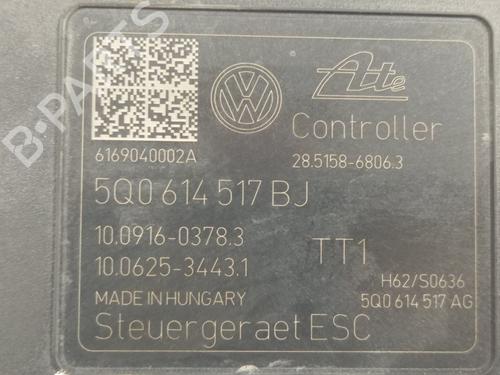 B-PARTS
Ate
Controller
6169040002A
28.5158-6806.3
5Q0 614 517 BJ
10.0916-0378.3
10.0625-3443.1
TT1
H62/S0636
MADE IN HUNGARY
5Q0 614 517 AG
Steuergeraet ESC